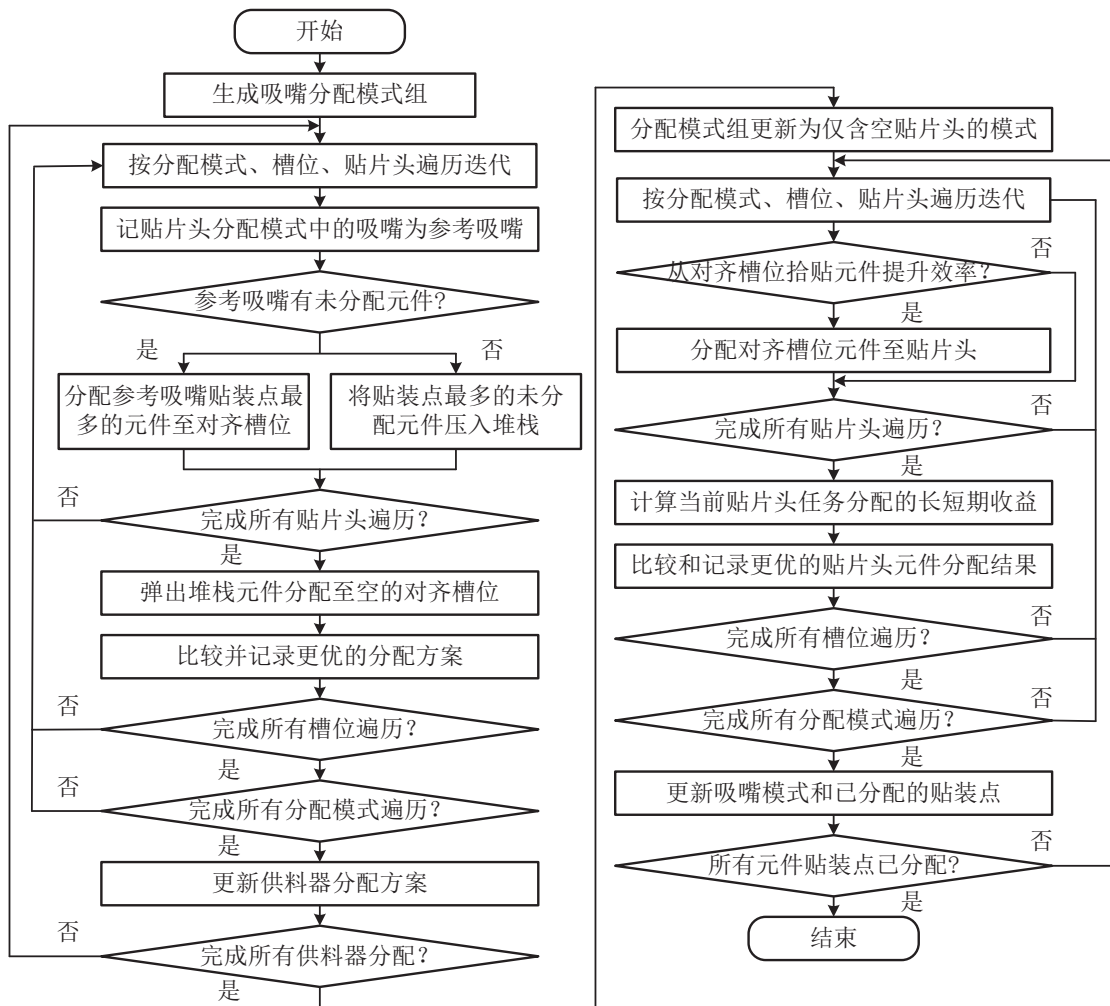 开始
生成吸嘴分配模式组
按分配模式、槽位、贴片头遍历迭代
记贴片头分配模式中的吸嘴为参考吸嘴
参考吸嘴有未分配元件?
是
否
分配参考吸嘴贴装点最
多的元件至对齐槽位
将贴装点最多的未分
配元件压入堆栈
否
完成所有贴片头遍历?
是
弹出堆栈元件分配至空的对齐槽位
比较并记录更优的分配方案
否
完成所有槽位遍历?
是
否
完成所有分配模式遍历?
是
更新供料器分配方案
否
完成所有供料器分配?
是
分配模式组更新为仅含空贴片头的模式
按分配模式、槽位、贴片头遍历迭代
否
从对齐槽位拾贴元件提升效率?
是
分配对齐槽位元件至贴片头
否
完成所有贴片头遍历?
是
计算当前贴片头任务分配的长短期收益
比较和记录更优的贴片头元件分配结果
否
完成所有槽位遍历?
是
否
完成所有分配模式遍历?
是
更新吸嘴模式和已分配的贴装点
否
所有元件贴装点已分配?
是
结束